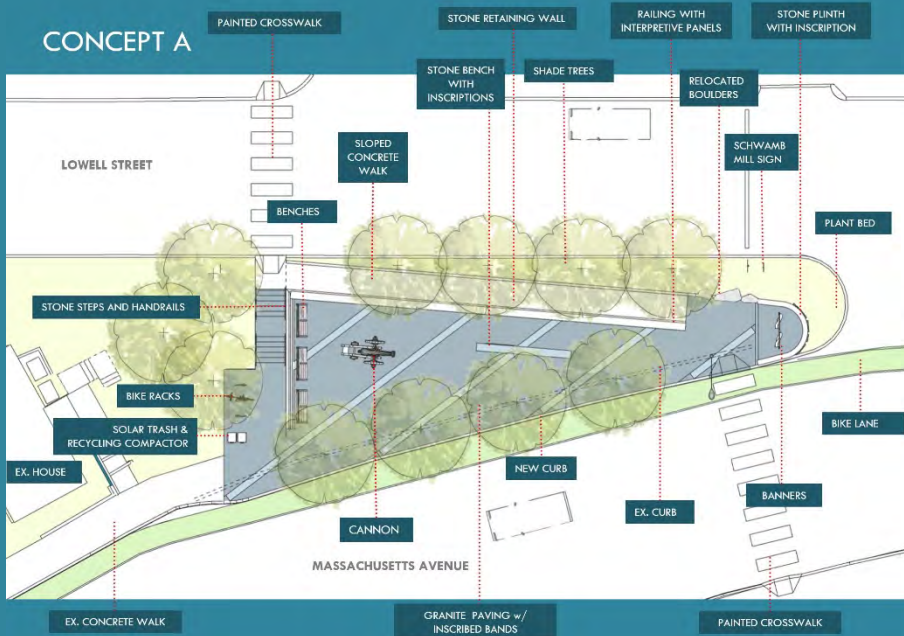 CONCEPT A
PAINTED CROSSWALK
STONE RETAINING WALL
RAILING WITH
INTERPRETIVE PANELS
STONE PLINTH
WITH INSCRIPTION
STONE BENCH
WITH
INSCRIPTIONS
SHADE TREES
RELOCATED
BOULDERS
LOWELL STREET
SLOPED
CONCRETE
WALK
SCHWAMB
MILL SIGN
BENCHES
PLANT BED
STONE STEPS AND HANDRAILS
BIKE RACKS
SOLAR TRASH &
RECYCLING COMPACTOR
BIKE LANE
EX. HOUSE
NEW CURB
BANNERS
EX. CURB
CANNON
MASSACHUSETTS AVENUE
EX. CONCRETE WALK
GRANITE PAVING w/
INSCRIBED BANDS
PAINTED CROSSWALK